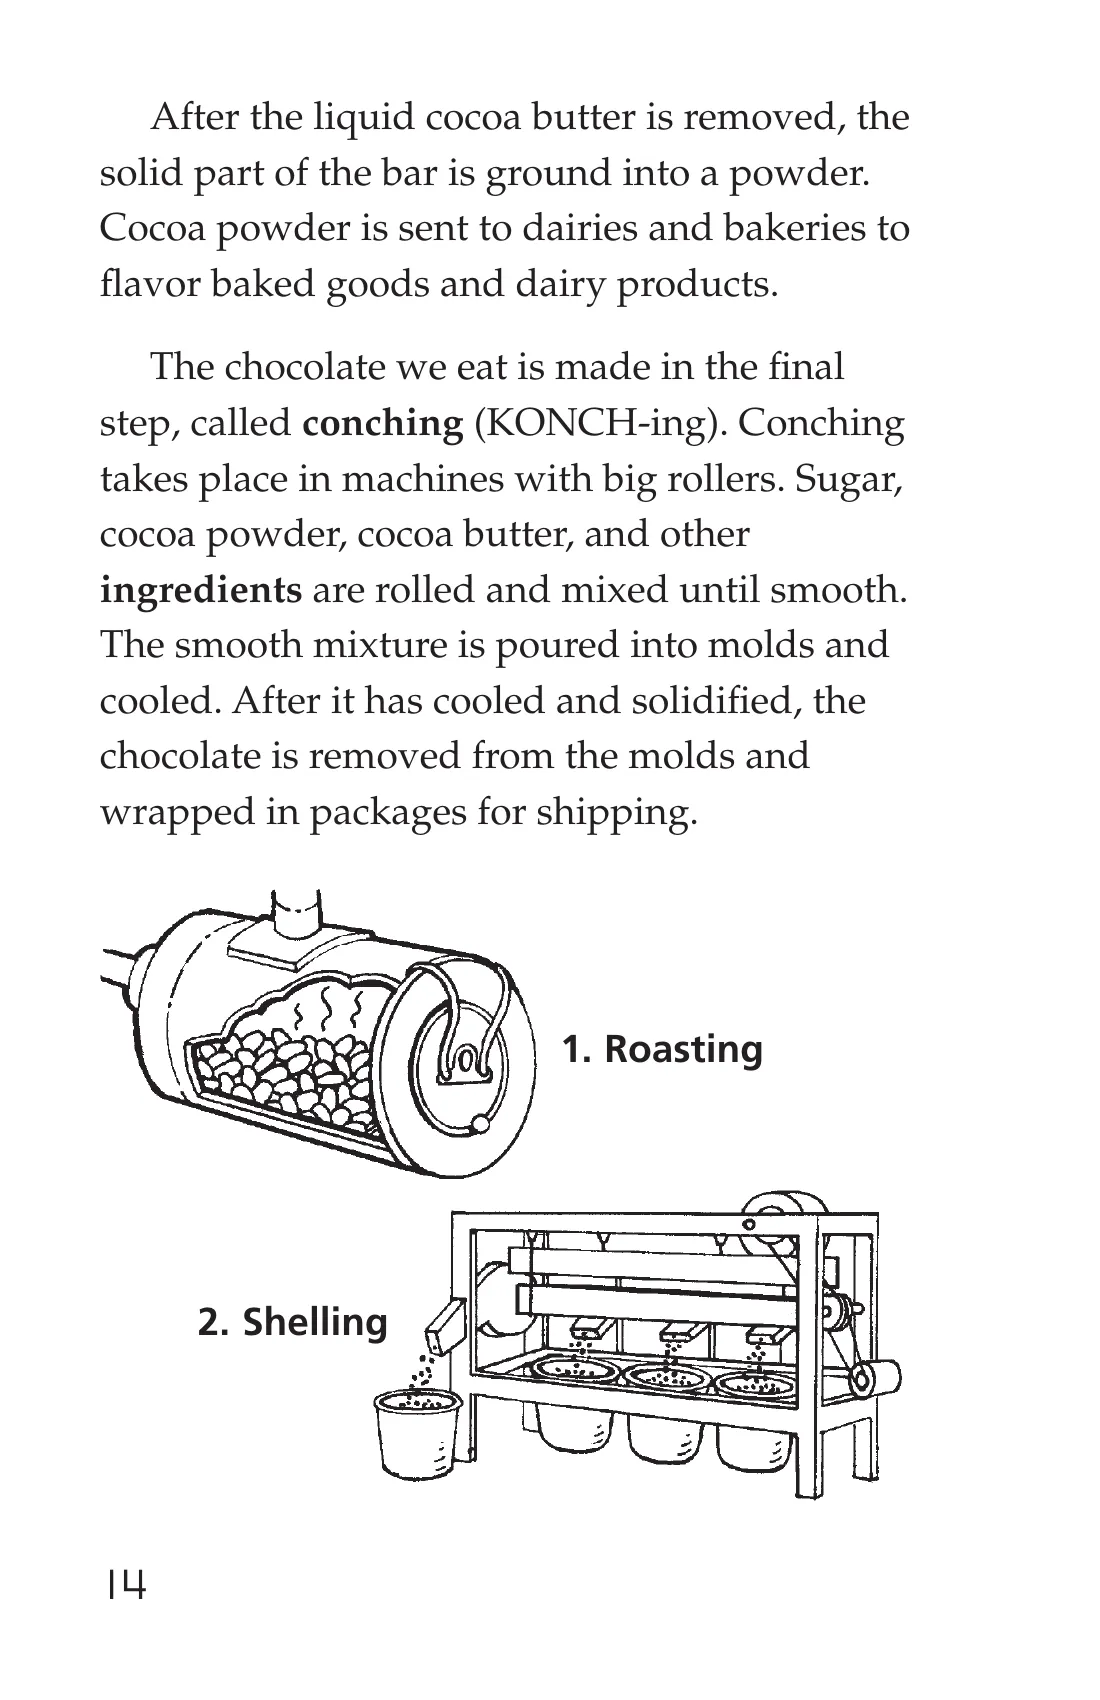 After the liquid cocoa butter is removed, the
solid part of the bar is ground into a powder.
Cocoa powder is sent to dairies and bakeries to
flavor baked goods and dairy products.
The chocolate we eat is made in the final
step, called conching (KONCH-ing). Conching
takes place in machines with big rollers. Sugar,
cocoa powder, cocoa butter, and other
ingredients are rolled and mixed until smooth.
The smooth mixture is poured into molds and
cooled. After it has cooled and solidified, the
chocolate is removed from the molds and
wrapped in packages for shipping.
1. Roasting
2. Shelling
14